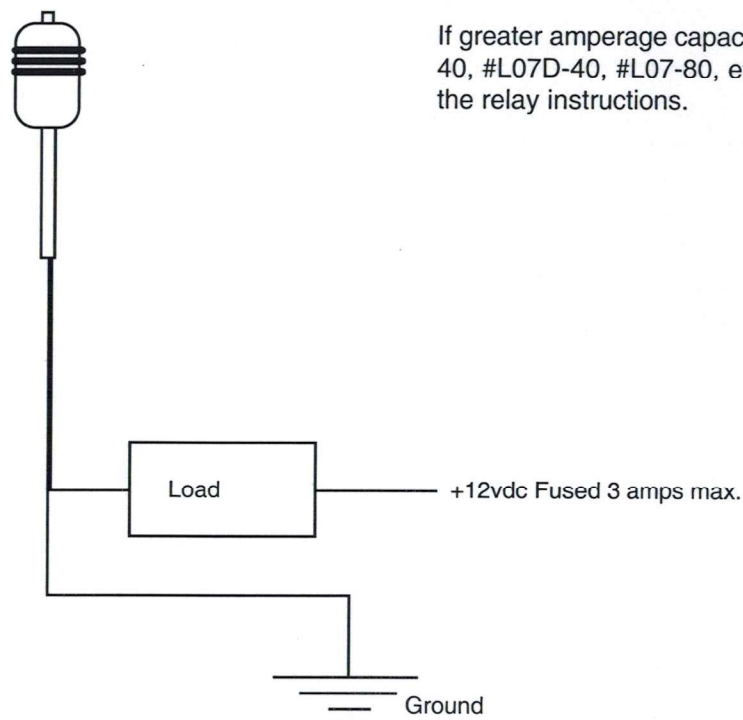 If greater amperage capac
40, #L07D-40, #L07-80, e
the relay instructions.
Load
+12vdc Fused 3 amps max.
Ground